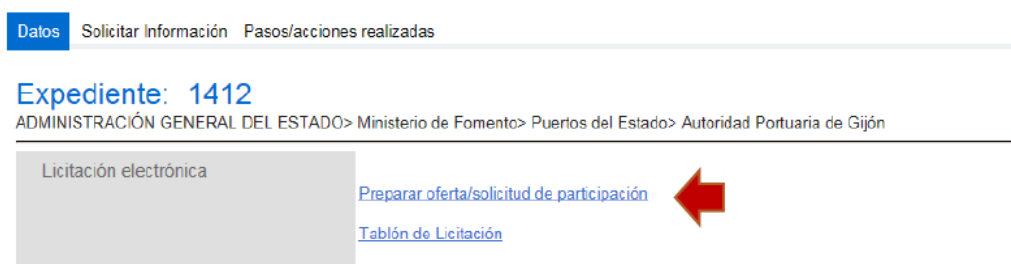 Datos Solicitar Información Pasos/acciones realizadas
Expediente: 1412
ADMINISTRACIÓN GENERAL DEL ESTADO> Ministerio de Fomento> Puertos del Estado> Autoridad Portuaria de Gijón
Licitación electrónica
Preparar oferta/solicitud de participación
Tablón de Licitación